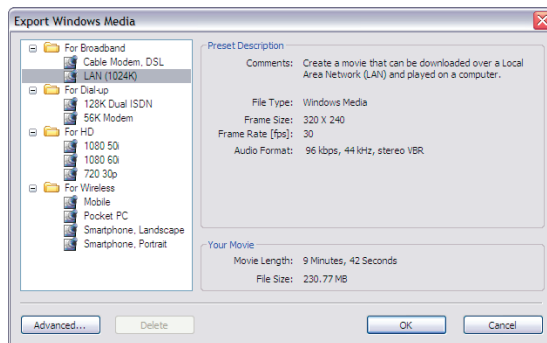 Export Windows Media
For Broadband
Cable Modem, DSL
LAN (1024K)
For Dial-up
128K Dual ISDN
56K Modem
For HD
1080 50i
1080 60i
720 30p
For Wireless
Mobile
Pocket PC
Smartphone, Landscape
Smartphone, Portrait
Preset Description
Comments: Create a movie that can be downloaded over a Local
Area Network (LAN) and played on a computer.
File Type: Windows Media
Frame Size: 320 X 240
Frame Rate [fps]: 30
Audio Format: 96 kbps, 44 kHz, stereo VBR
Your Movie
Movie Length: 9 Minutes, 42 Seconds
File Size: 230.77 MB
Advanced... Delete OK Cancel